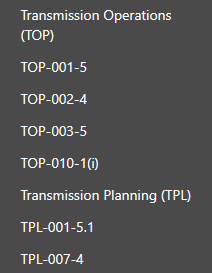 Transmission Operations
(TOP)
TOP-001-5
TOP-002-4
TOP-003-5
TOP-010-1(i)
Transmission Planning (TPL)
TPL-001-5.1
TPL-007-4